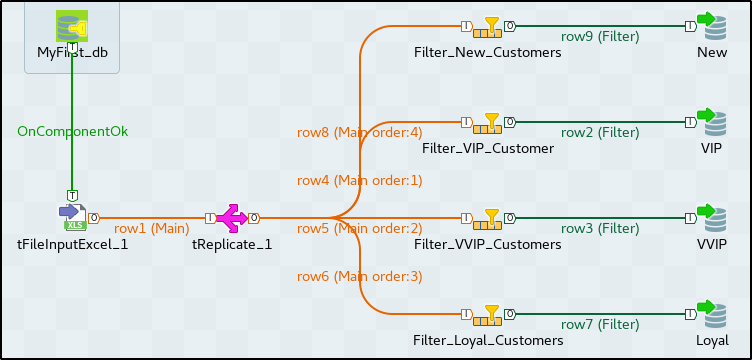 MyFirst_db
T
OnComponentOk
T
tFileInputExcel_1
O
row1 (Main)
I
tReplicate_1
O
row8 (Main order:4)
row4 (Main order:1)
row5 (Main order:2)
row6 (Main order:3)
I
Filter_New_Customers
O
row9 (Filter)
I
New
I
Filter_VIP_Customer
O
row2 (Filter)
I
VIP
I
Filter_VVIP_Customers
O
row3 (Filter)
I
VVIP
I
Filter_Loyal_Customers
O
row7 (Filter)
I
Loyal
XLS